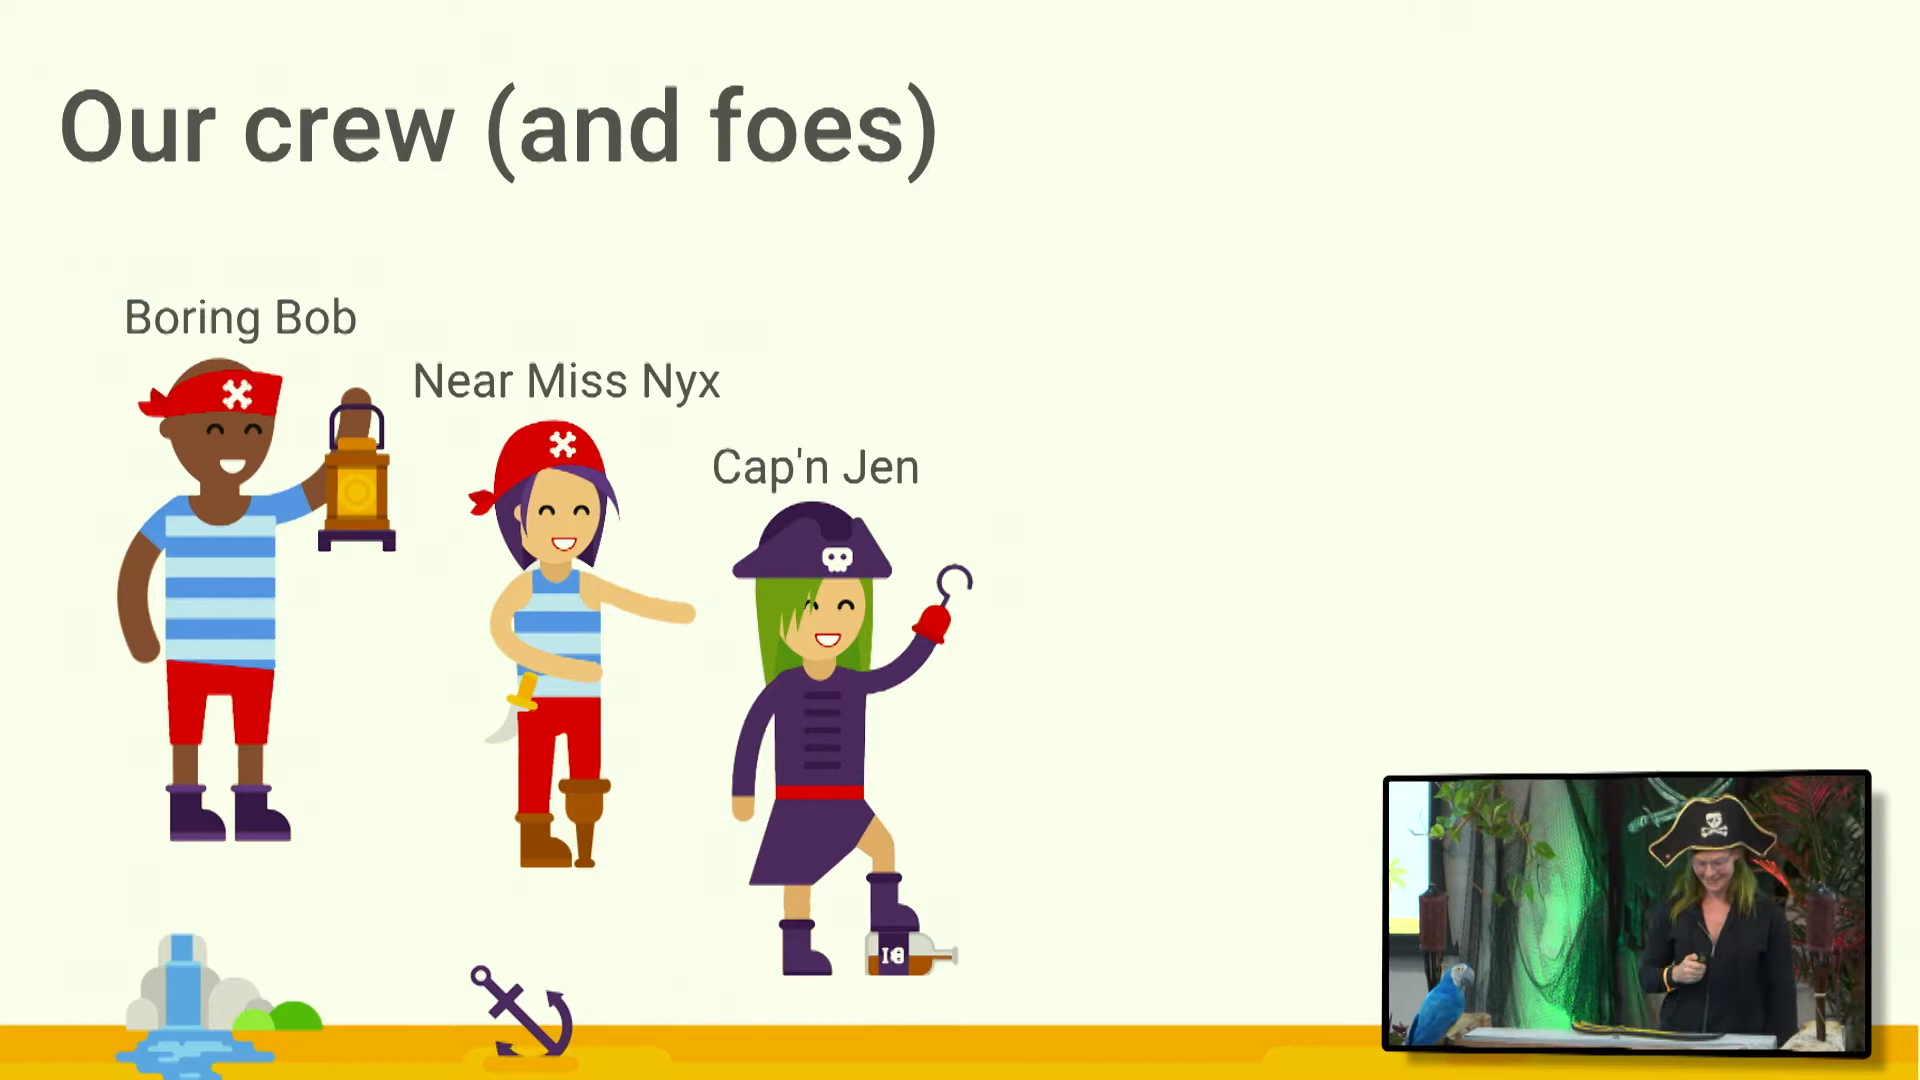 Our crew (and foes)
Boring Bob
Near Miss Nyx
Cap'n Jen